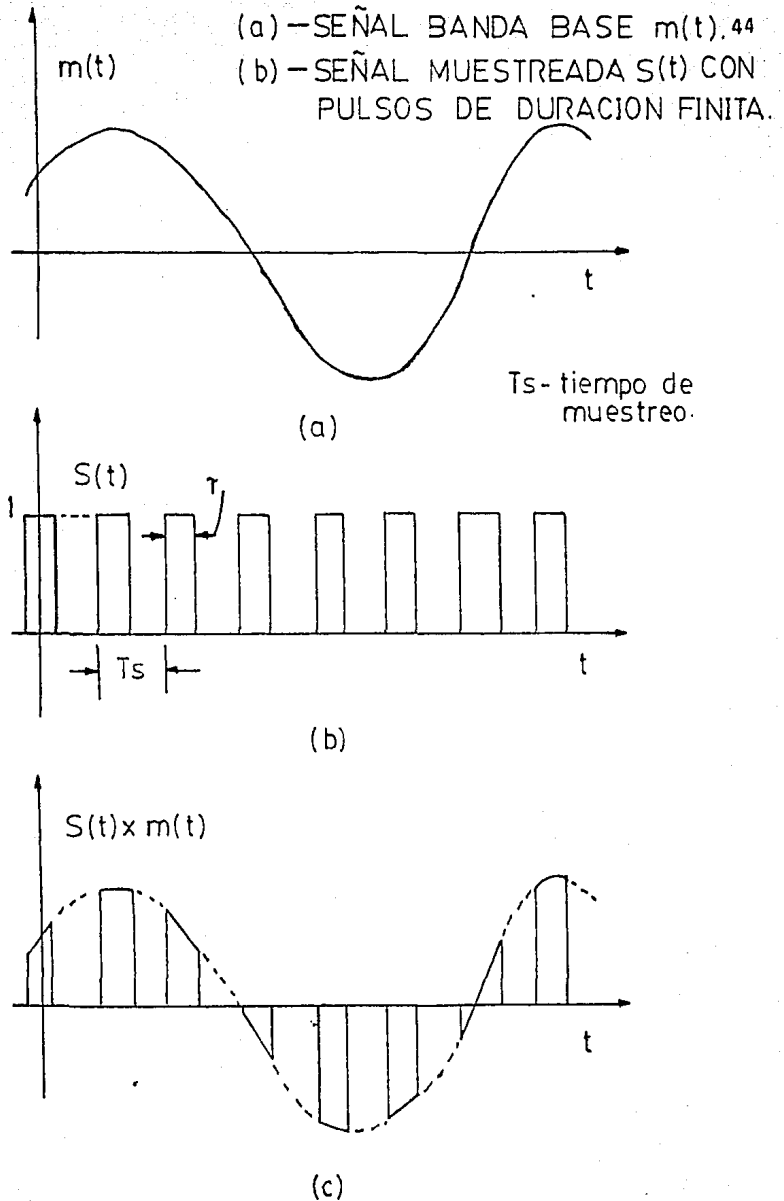 (a)-SEÑAL BANDA BASE m(t).44
(b)-SEÑAL MUESTREADA S(t) CON
PULSOS DE DURACION FINITA.
m(t)
t
Ts-tiempo de
muestreo.
(a)
S(t)
τ
1
Ts
t
(b)
S(t)x m(t)
t
(c)